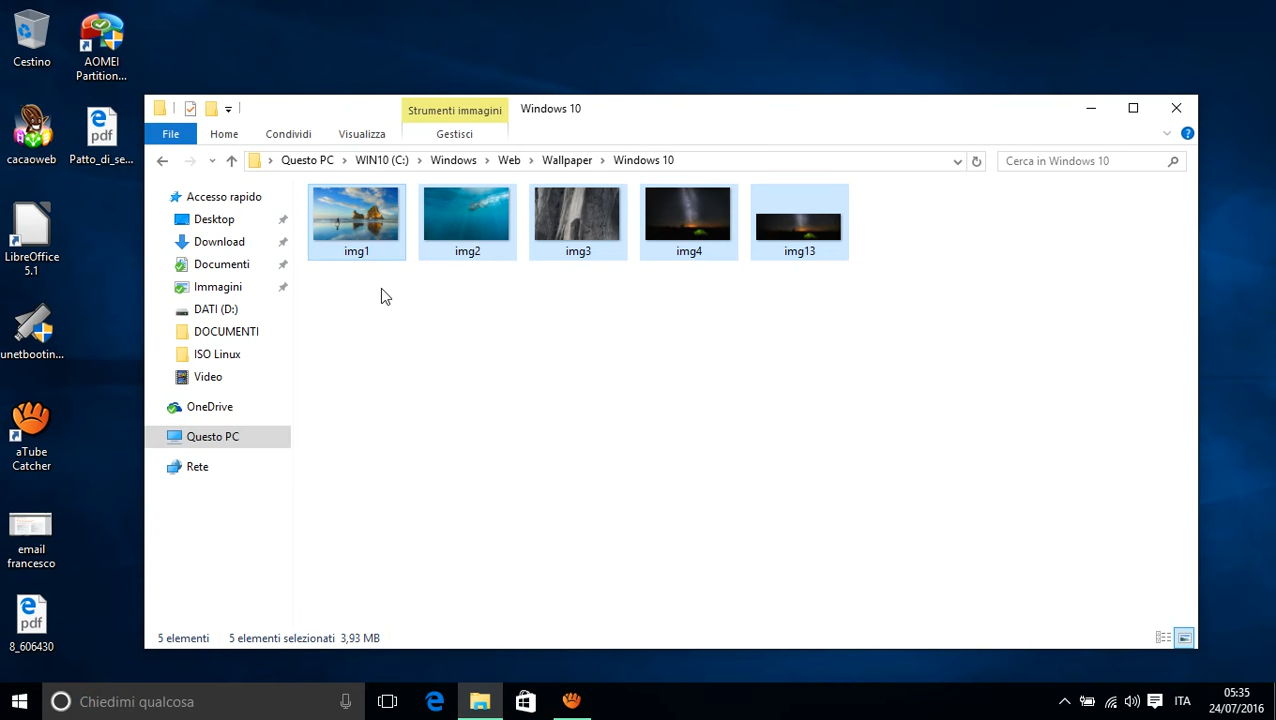 Cestino
AOMEI
Partition...
cacaoweb
Patto_di_se...
LibreOffice
5.1
unetbootin...
aTube
Catcher
email
francesco
8_606430
Strumenti immagini
Windows 10
File
Home
Condividi
Visualizza
Gestisci
Questo PC
WIN10 (C:)
Windows
Web
Wallpaper
Windows 10
Cerca in Windows 10
Accesso rapido
Desktop
Download
Documenti
Immagini
DATI (D:)
DOCUMENTI
ISO Linux
Video
OneDrive
Questo PC
Rete
img1
img2
img3
img4
img13
5 elementi
5 elementi selezionati 3,93 MB
Chiedimi qualcosa
ITA
05:35
24/07/2016